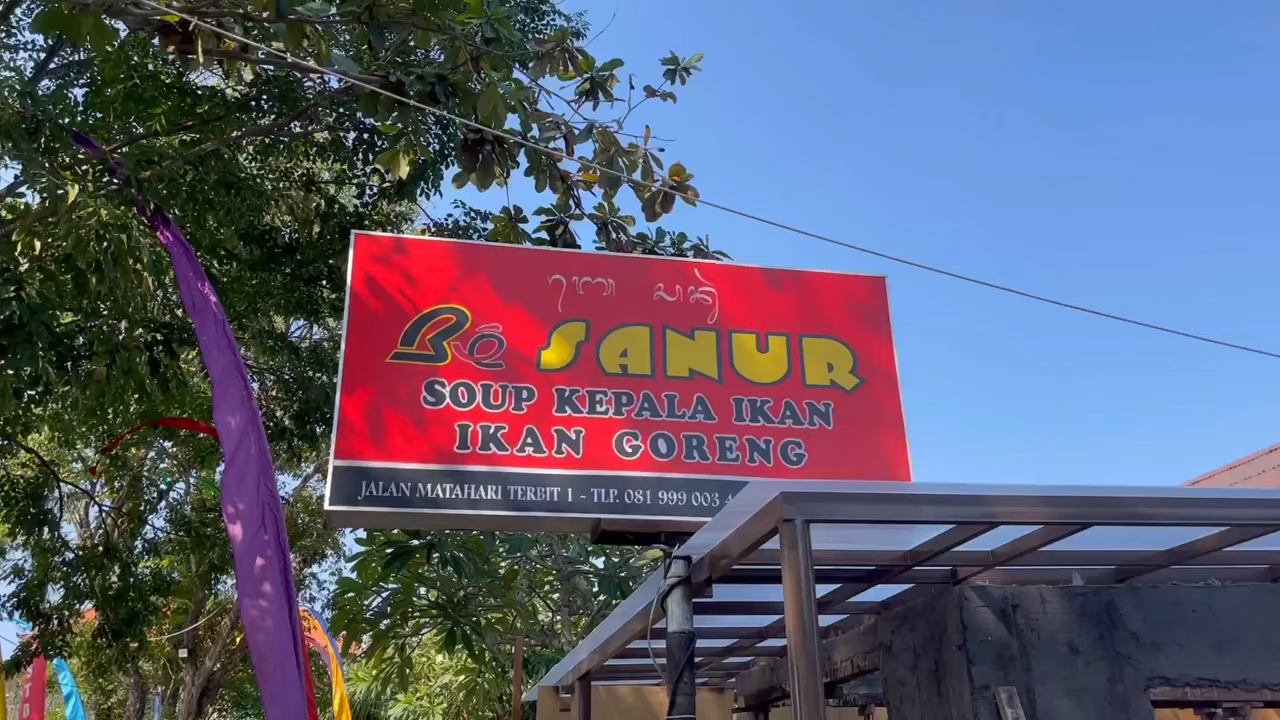 Bé SANUR
SOUP KEPALA IKAN
IKAN GORENG
JALAN MATAHARI TERBIT 1 - TLP. 081 999 003